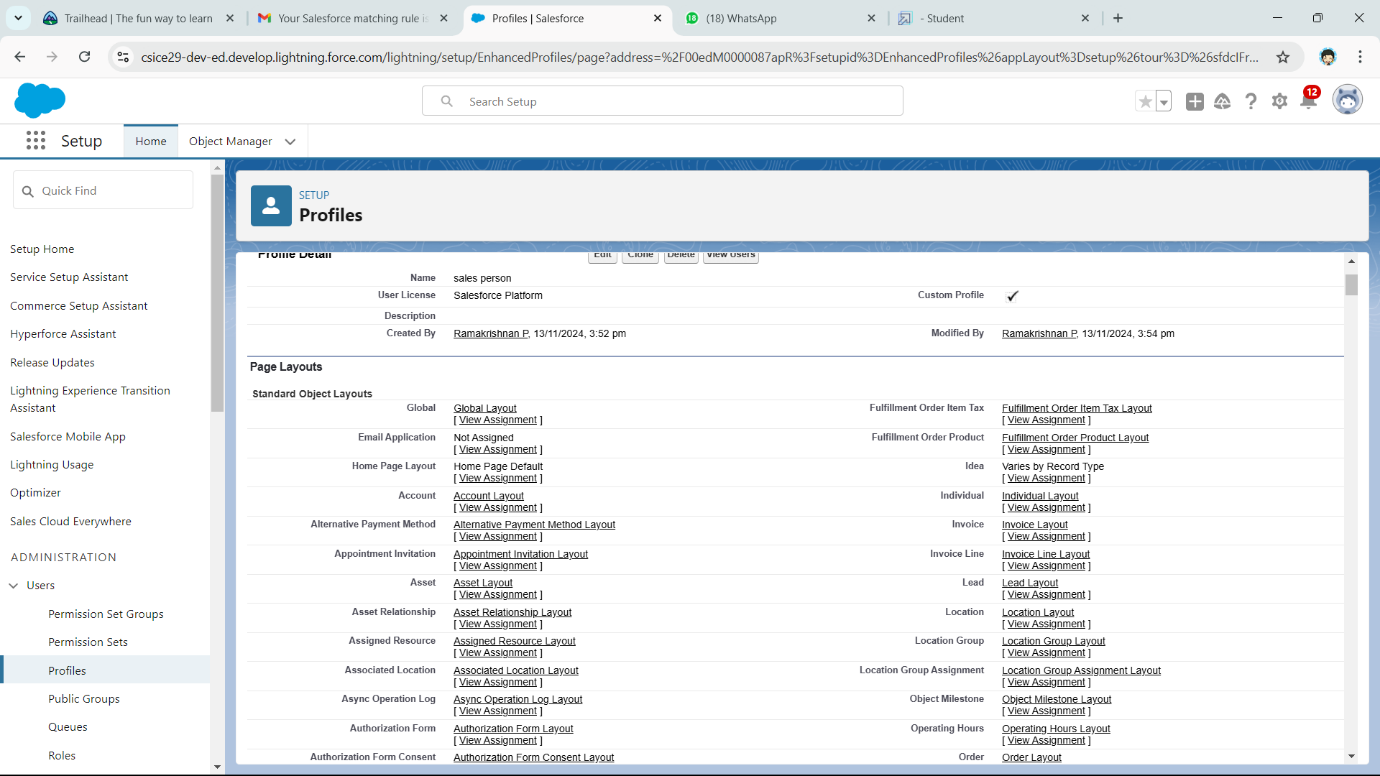 Trailhead | The fun way to learn
Your Salesforce matching rule is
Profiles | Salesforce
(18) WhatsApp
- Student
csice29-dev-ed.develop.lightning.force.com/lightning/setup/EnhancedProfiles/page?address=%2F00edM0000087apR%3Fsetupid%3DEnhancedProfiles%26appLayout%3Dsetup%26tour%3D%26sfdcIFr...
Search Setup
12
Setup
Home
Object Manager
Quick Find
Setup Home
Service Setup Assistant
Commerce Setup Assistant
Hyperforce Assistant
Release Updates
Lightning Experience Transition
Assistant
Salesforce Mobile App
Lightning Usage
Optimizer
Sales Cloud Everywhere
ADMINISTRATION
Users
Permission Set Groups
Permission Sets
Profiles
Public Groups
Queues
Roles
SETUP
Profiles
Profile Detail Edit Clone Delete View Users
Name sales person
User License Salesforce Platform Custom Profile
Description
Created By Ramakrishnan P, 13/11/2024, 3:52 pm Modified By Ramakrishnan P, 13/11/2024, 3:54 pm
Page Layouts
Standard Object Layouts
Global Global Layout Fulfillment Order Item Tax Fulfillment Order Item Tax Layout
[ View Assignment ] [ View Assignment ]
Email Application Not Assigned Fulfillment Order Product Fulfillment Order Product Layout
[ View Assignment ] [ View Assignment ]
Home Page Layout Home Page Default Idea Varies by Record Type
[ View Assignment ] [ View Assignment ]
Account Account Layout Individual Individual Layout
[ View Assignment ] [ View Assignment ]
Alternative Payment Method Alternative Payment Method Layout Invoice Invoice Layout
[ View Assignment ] [ View Assignment ]
Appointment Invitation Appointment Invitation Layout Invoice Line Invoice Line Layout
[ View Assignment ] [ View Assignment ]
Asset Asset Layout Lead Lead Layout
[ View Assignment ] [ View Assignment ]
Asset Relationship Asset Relationship Layout Location Location Layout
[ View Assignment ] [ View Assignment ]
Assigned Resource Assigned Resource Layout Location Group Location Group Layout
[ View Assignment ] [ View Assignment ]
Associated Location Associated Location Layout Location Group Assignment Location Group Assignment Layout
[ View Assignment ] [ View Assignment ]
Async Operation Log Async Operation Log Layout Object Milestone Object Milestone Layout
[ View Assignment ] [ View Assignment ]
Authorization Form Authorization Form Layout Operating Hours Operating Hours Layout
[ View Assignment ] [ View Assignment ]
Authorization Form Consent Authorization Form Consent Layout Order Order Layout